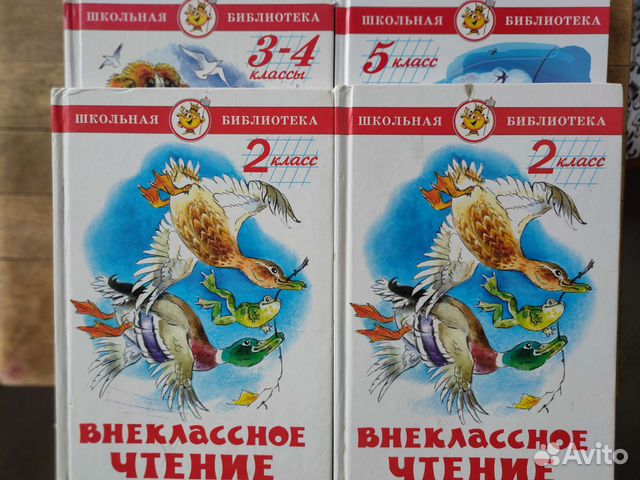 ШКОЛЬНАЯ БИБЛИОТЕКА
3-4
классы
ШКОЛЬНАЯ БИБЛИОТЕКА
5 класс
ШКОЛЬНАЯ БИБЛИОТЕКА
2 класс
ВНЕКЛАССНОЕ
ЧТЕНИЕ
ШКОЛЬНАЯ БИБЛИОТЕКА
2 класс
ВНЕКЛАССНОЕ
ЧТЕНИЕ
Avito